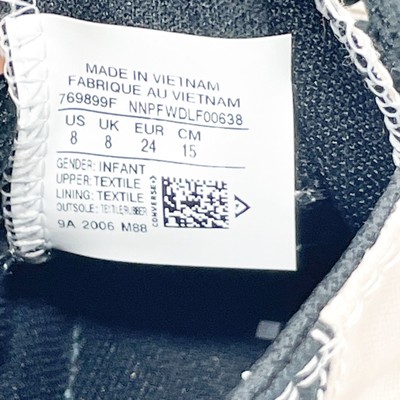 MADE IN VIETNAM
FABRIQUE AU VIETNAM
769899F NNPFWDLF00638
US UK EUR CM
8 8 24 15
GENDER: INFANT
UPPER: TEXTILE
LINING: TEXTILE
OUTSOLE: TEXTILE/RUBBER
9A 2006 M88
CONVERSE